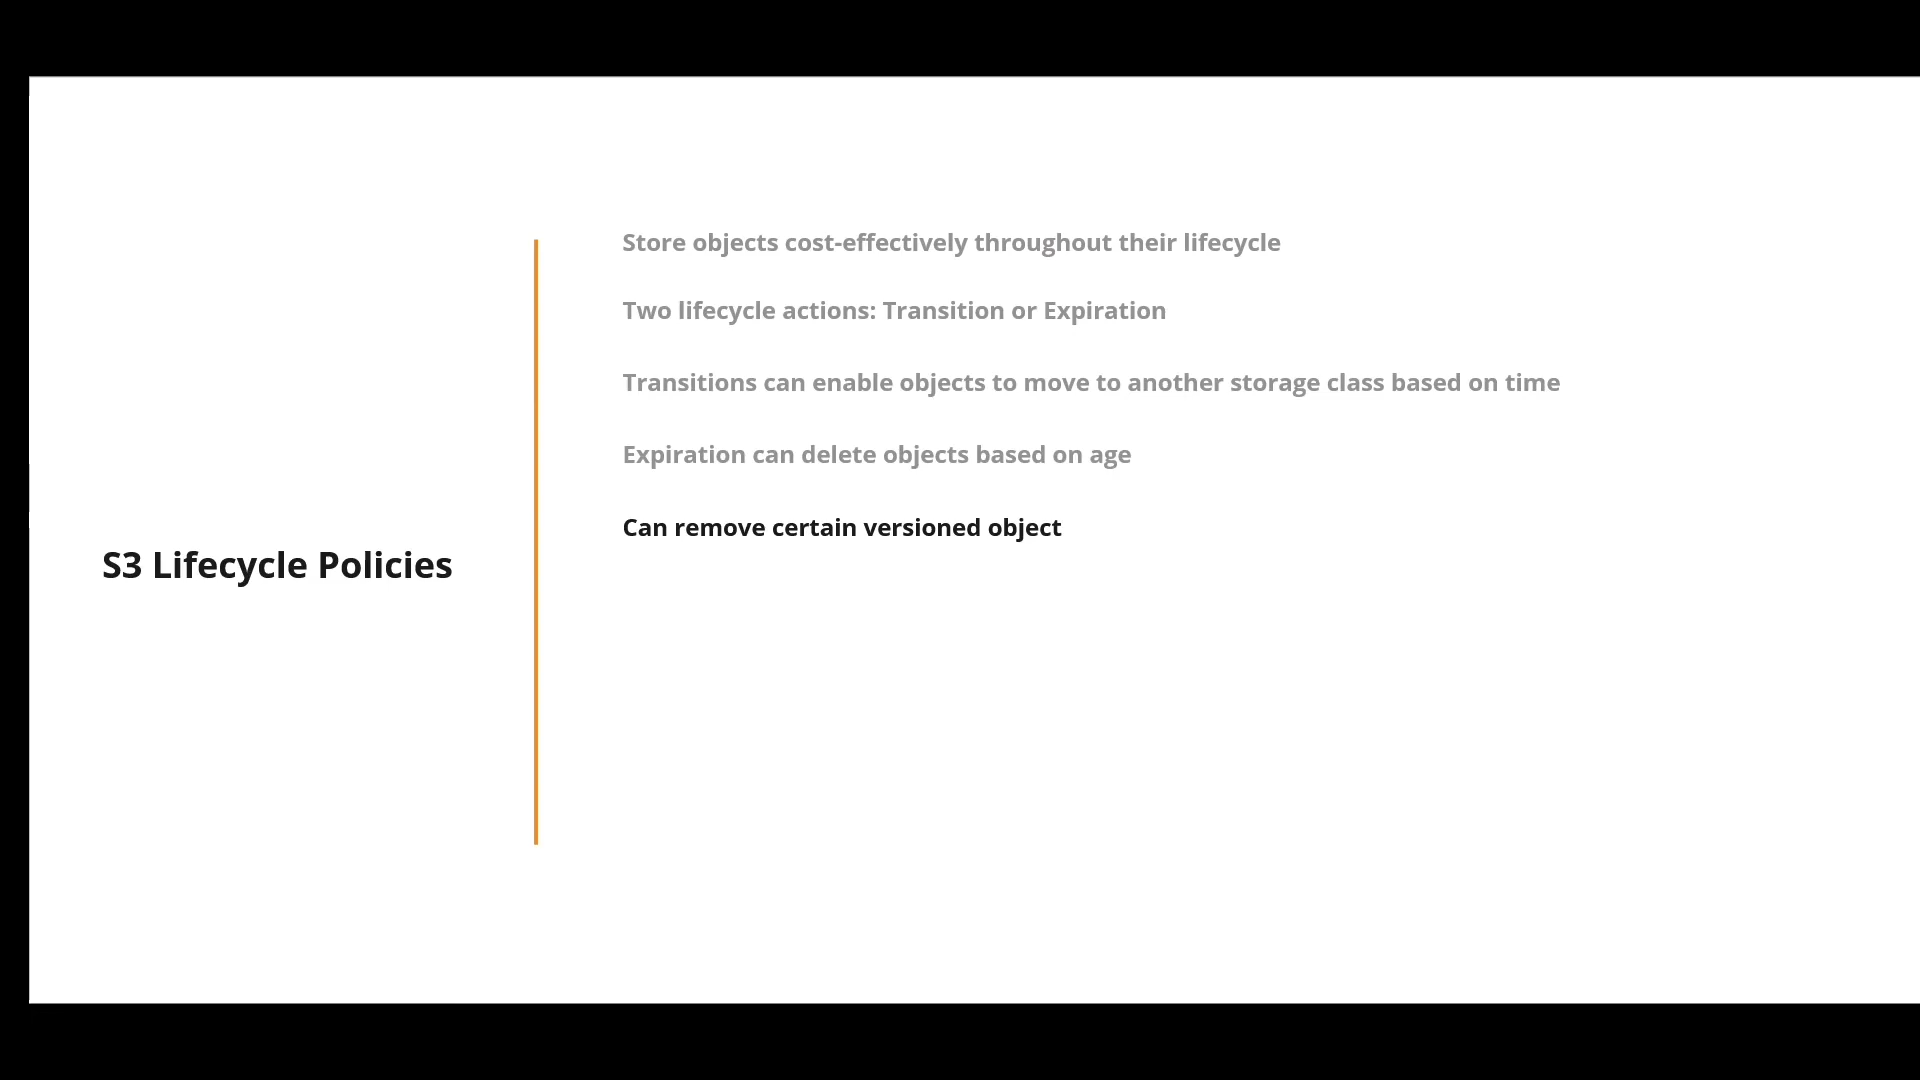 S3 Lifecycle Policies
Store objects cost-effectively throughout their lifecycle
Two lifecycle actions: Transition or Expiration
Transitions can enable objects to move to another storage class based on time
Expiration can delete objects based on age
Can remove certain versioned object